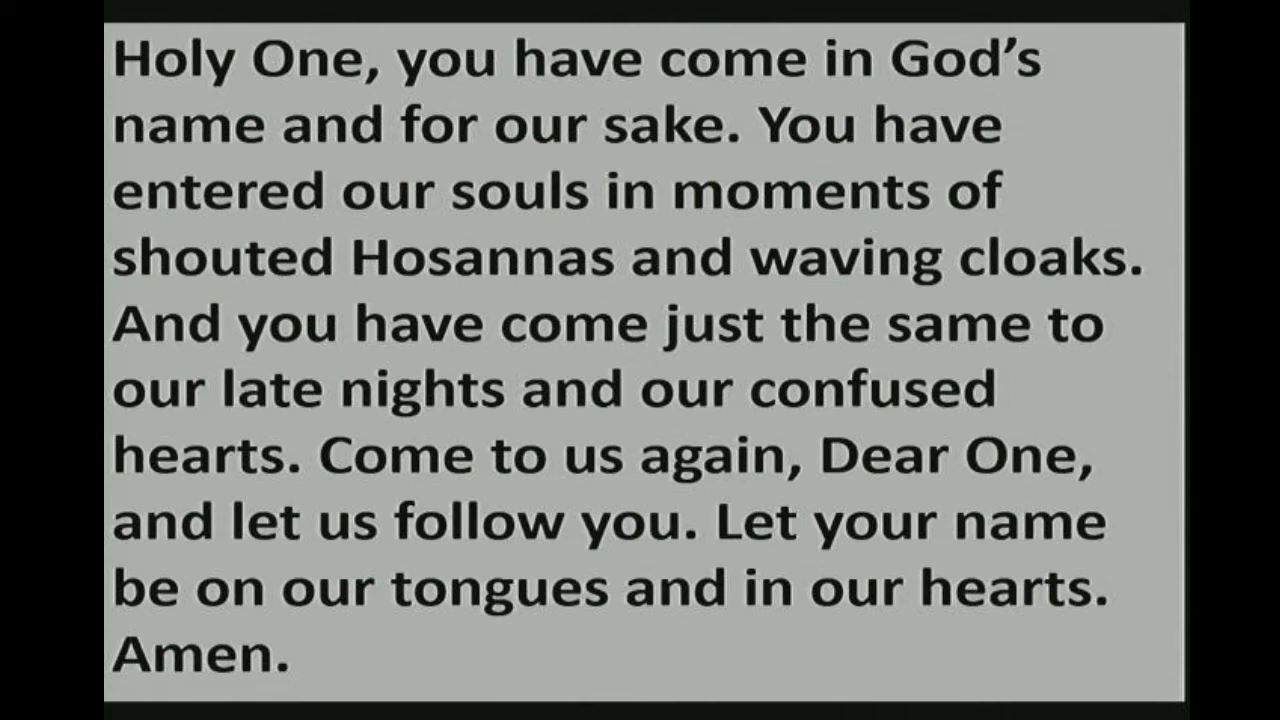 Holy One, you have come in God’s
name and for our sake. You have
entered our souls in moments of
shouted Hosannas and waving cloaks.
And you have come just the same to
our late nights and our confused
hearts. Come to us again, Dear One,
and let us follow you. Let your name
be on our tongues and in our hearts.
Amen.